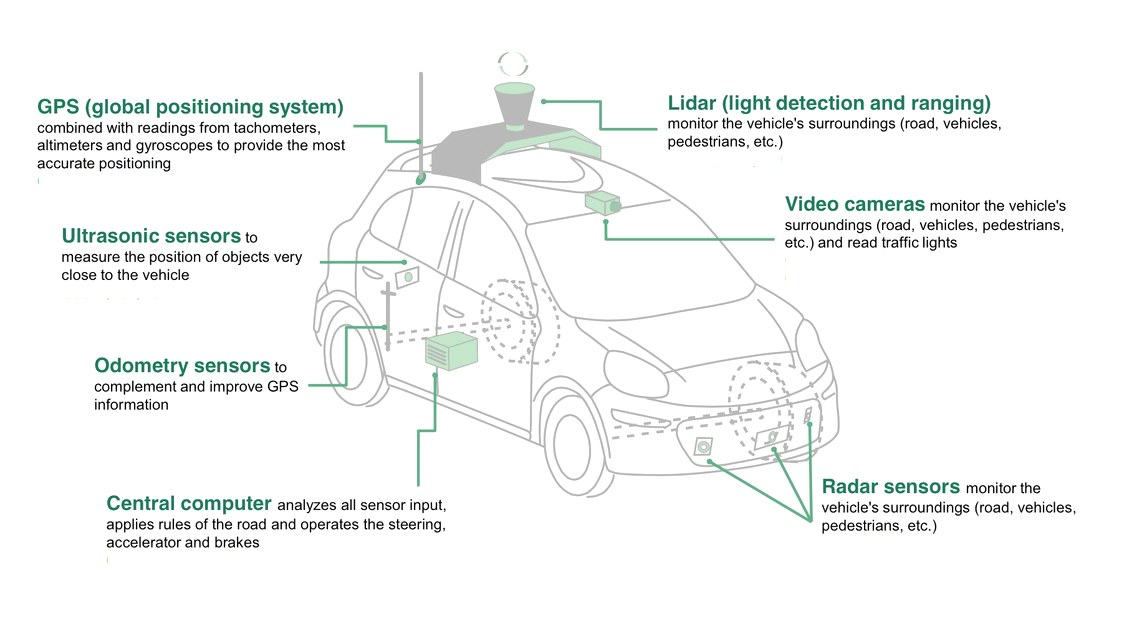 GPS (global positioning system)
combined with readings from tachometers,
altimeters and gyroscopes to provide the most
accurate positioning
Lidar (light detection and ranging)
monitor the vehicle's surroundings (road, vehicles,
pedestrians, etc.)
Video cameras monitor the vehicle's
surroundings (road, vehicles, pedestrians,
etc.) and read traffic lights
Ultrasonic sensors to
measure the position of objects very
close to the vehicle
Odometry sensors to
complement and improve GPS
information
Central computer analyzes all sensor input,
applies rules of the road and operates the steering,
accelerator and brakes
Radar sensors monitor the
vehicle's surroundings (road, vehicles,
pedestrians, etc.)